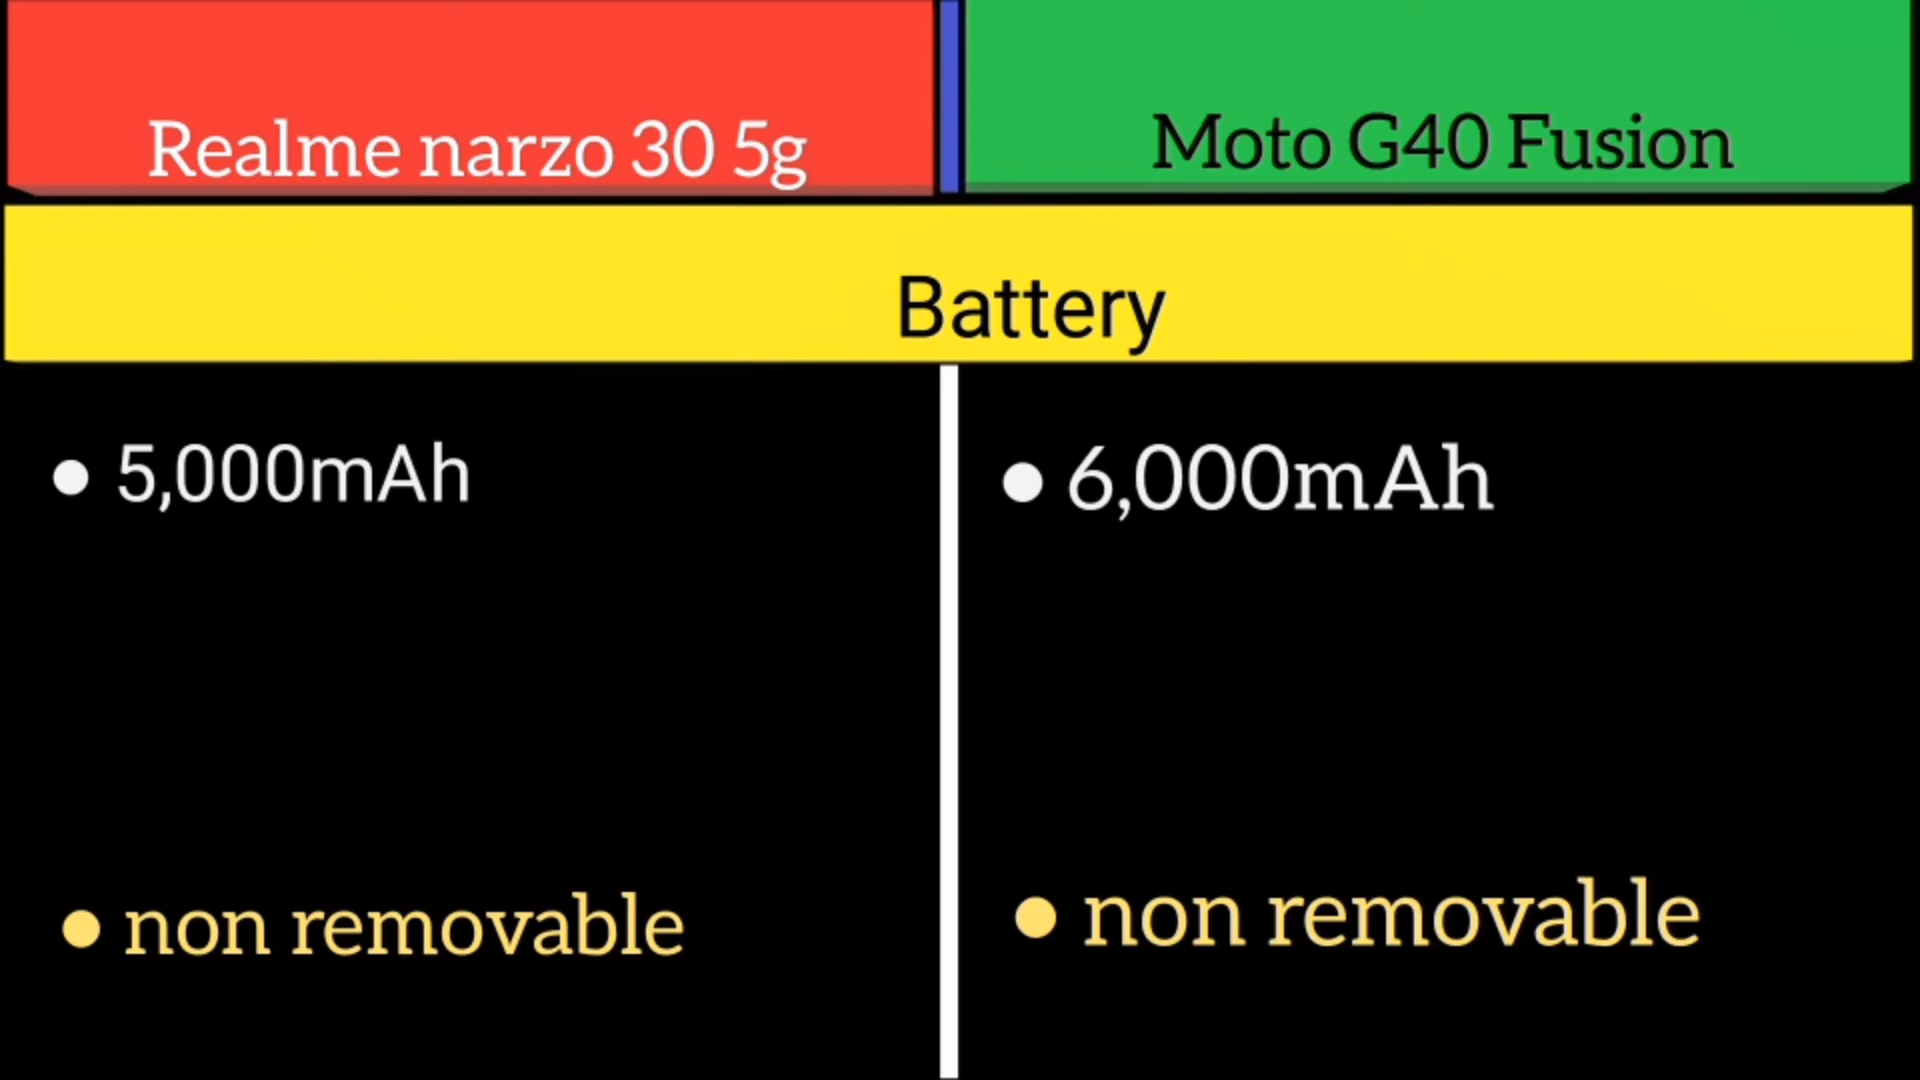 Realme narzo 30 5g
Moto G40 Fusion
Battery
● 5,000mAh
● 6,000mAh
● non removable
● non removable